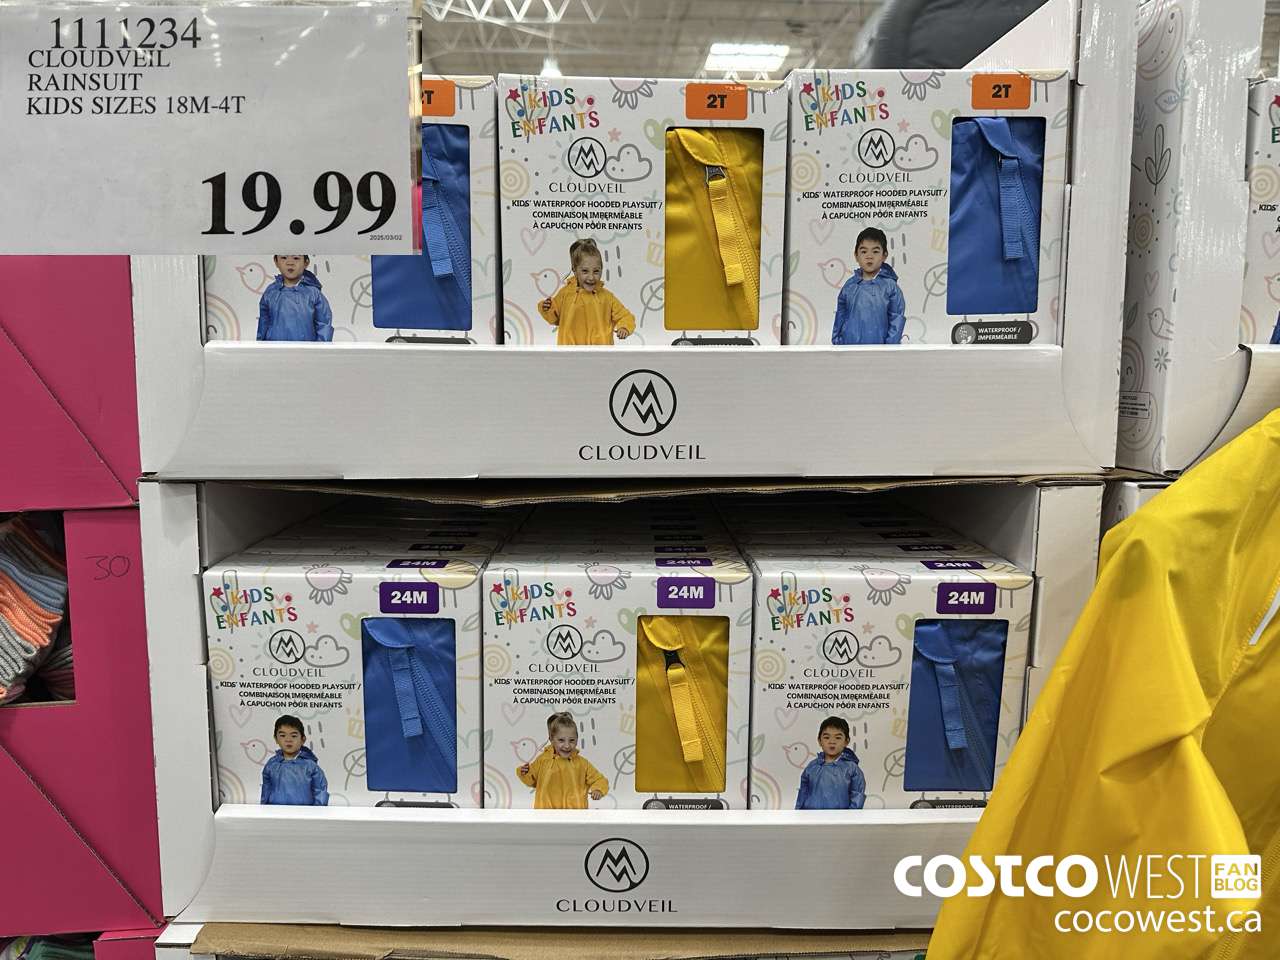 1111234
CLOUDVEIL
RAINSUIT
KIDS SIZES 18M-4T
19.99
2025/03/02
2T
KIDS
ENFANTS
2T
CLOUDVEIL
KIDS' WATERPROOF HOODED PLAYSUIT /
COMBINAISON IMPERMÉABLE
À CAPUCHON POUR ENFANTS
KIDS
ENFANTS
2T
CLOUDVEIL
KIDS' WATERPROOF HOODED PLAYSUIT /
COMBINAISON IMPERMÉABLE
À CAPUCHON POUR ENFANTS
WATERPROOF /
IMPERMÉABLE
CLOUDVEIL
30
24M
24M
24M
KIDS
ENFANTS
24M
CLOUDVEIL
KIDS' WATERPROOF HOODED PLAYSUIT /
COMBINAISON IMPERMÉABLE
À CAPUCHON POUR ENFANTS
KIDS
ENFANTS
24M
CLOUDVEIL
KIDS' WATERPROOF HOODED PLAYSUIT /
COMBINAISON IMPERMÉABLE
À CAPUCHON POUR ENFANTS
WATERPROOF /
KIDS
ENFANTS
24M
CLOUDVEIL
KIDS' WATERPROOF HOODED PLAYSUIT /
COMBINAISON IMPERMÉABLE
À CAPUCHON POUR ENFANTS
WATERPROOF /
CLOUDVEIL
COSTCO WEST FAN BLOG
cocowest.ca